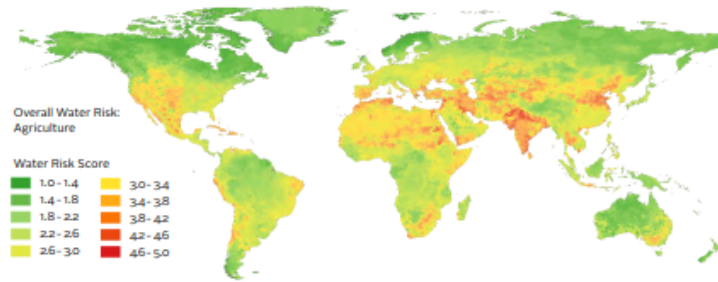 Overall Water Risk:
Agriculture
Water Risk Score
1.0 - 1.4
1.4 - 1.8
1.8 - 2.2
2.2 - 2.6
2.6 - 3.0
3.0 - 3.4
3.4 - 3.8
3.8 - 4.2
4.2 - 4.6
4.6 - 5.0